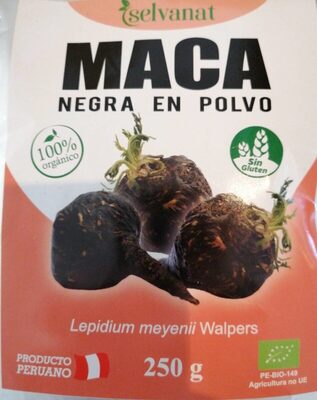 selvanat
MACA
NEGRA EN POLVO
100%
orgánico
Sin
Gluten
Lepidium meyenii Walpers
PRODUCTO
PERUANO
250 g
PE-BIO-149
Agricultura no UE